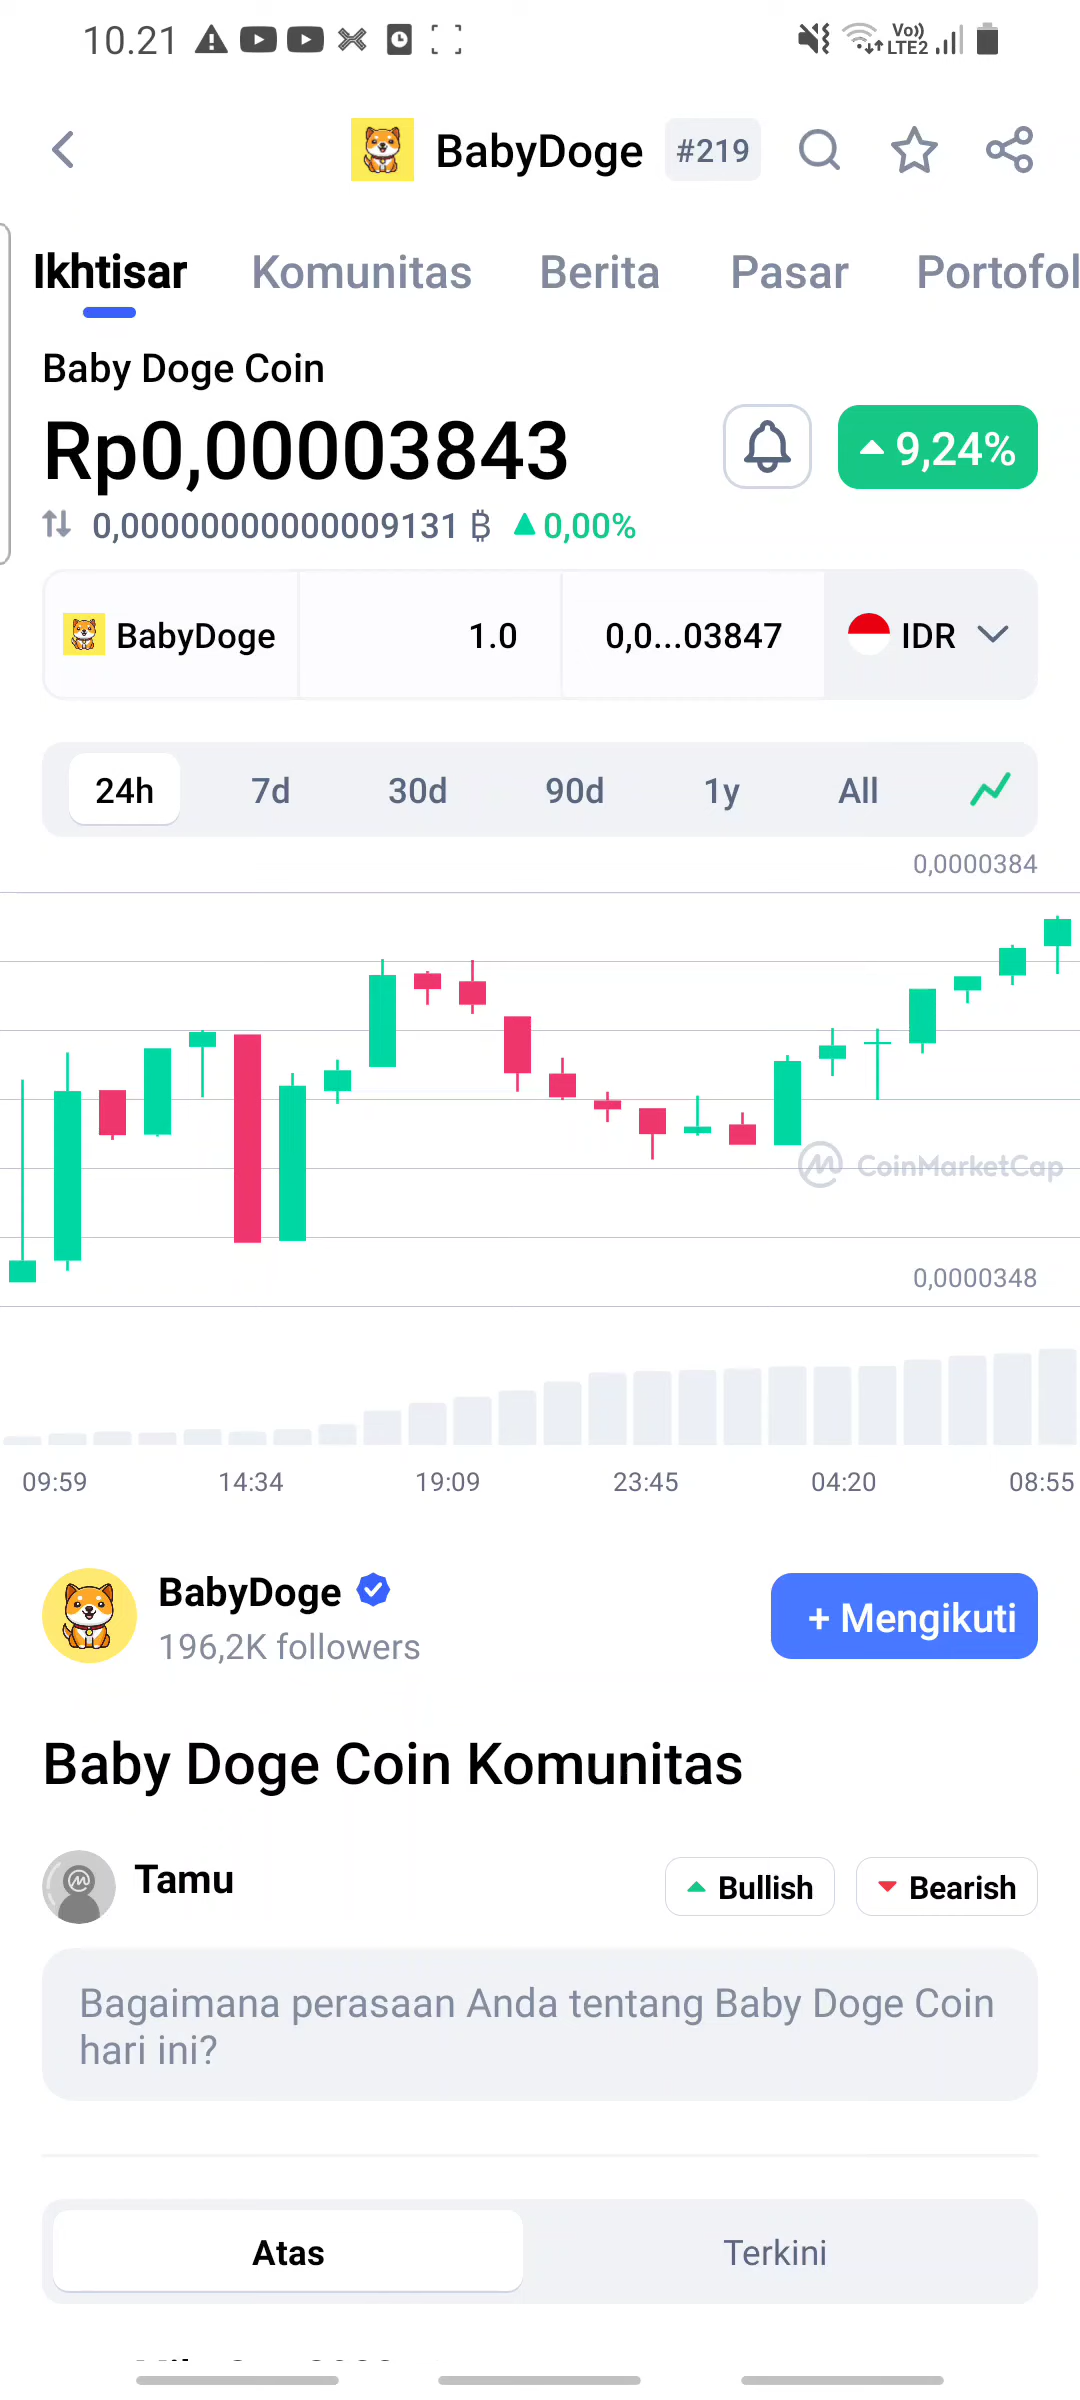 10.21
Vo))
LTE2
BabyDoge #219
Ikhtisar Komunitas Berita Pasar Portofol
Baby Doge Coin
Rp0,00003843
9,24%
0,00000000000009131 ₿ 0,00%
BabyDoge 1.0 0,0...03847 IDR
24h 7d 30d 90d 1y All
0,0000384
CoinMarketCap
0,0000348
09:59 14:34 19:09 23:45 04:20 08:55
BabyDoge
196,2K followers
+ Mengikuti
Baby Doge Coin Komunitas
Tamu
Bullish
Bearish
Bagaimana perasaan Anda tentang Baby Doge Coin
hari ini?
Atas Terkini